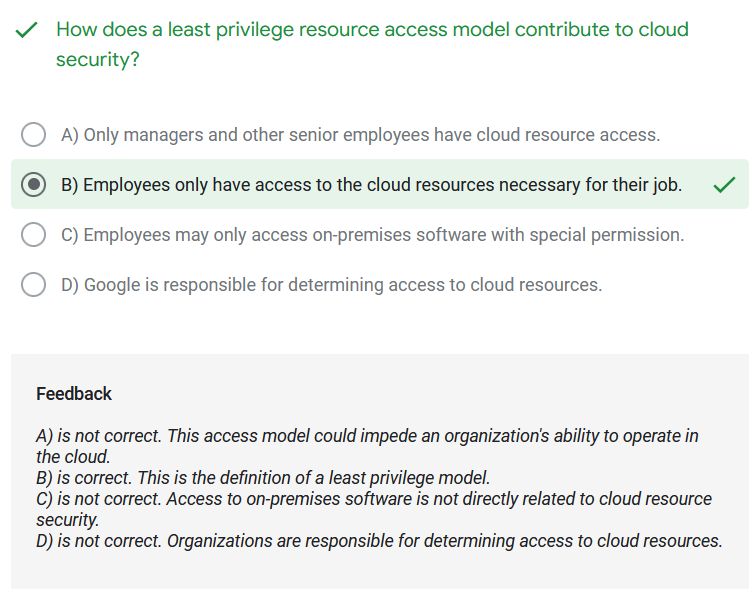 How does a least privilege resource access model contribute to cloud
security?
A) Only managers and other senior employees have cloud resource access.
B) Employees only have access to the cloud resources necessary for their job.
C) Employees may only access on-premises software with special permission.
D) Google is responsible for determining access to cloud resources.
Feedback
A) is not correct. This access model could impede an organization's ability to operate in
the cloud.
B) is correct. This is the definition of a least privilege model.
C) is not correct. Access to on-premises software is not directly related to cloud resource
security.
D) is not correct. Organizations are responsible for determining access to cloud resources.